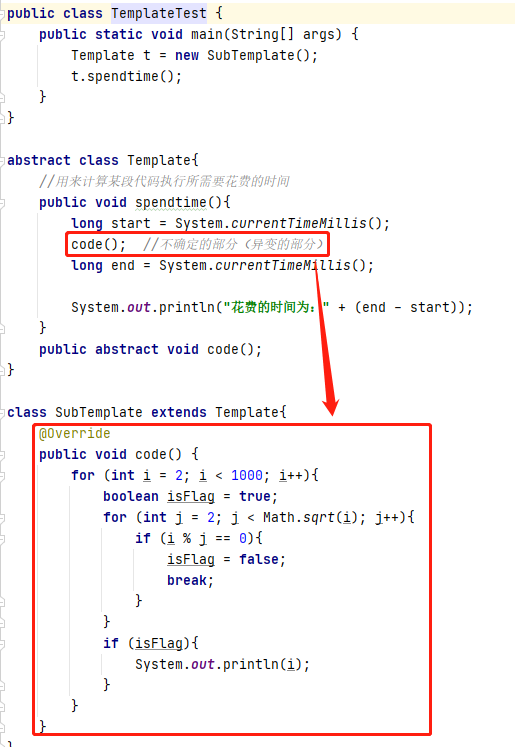 public class TemplateTest {
public static void main(String[] args) {
Template t = new SubTemplate();
t.spendtime();
}
}
abstract class Template{
//用来计算某段代码执行所需要花费的时间
public void spendtime(){
long start = System.currentTimeMillis();
code();  //不确定的部分（异变的部分）
long end = System.currentTimeMillis();
System.out.println("花费的时间为：" + (end - start));
}
public abstract void code();
}
class SubTemplate extends Template{
@Override
public void code() {
for (int i = 2; i < 1000; i++){
boolean isFlag = true;
for (int j = 2; j < Math.sqrt(i); j++){
if (i % j == 0){
isFlag = false;
break;
}
}
if (isFlag){
System.out.println(i);
}
}
}
}